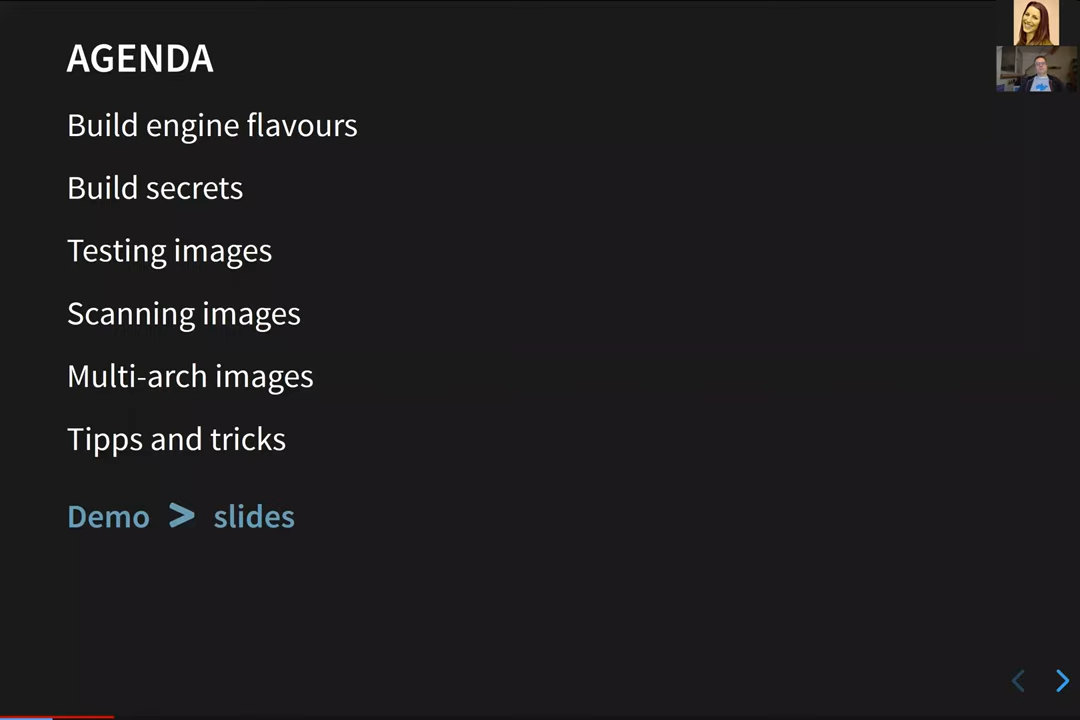 AGENDA
Build engine flavours
Build secrets
Testing images
Scanning images
Multi-arch images
Tipps and tricks
Demo > slides